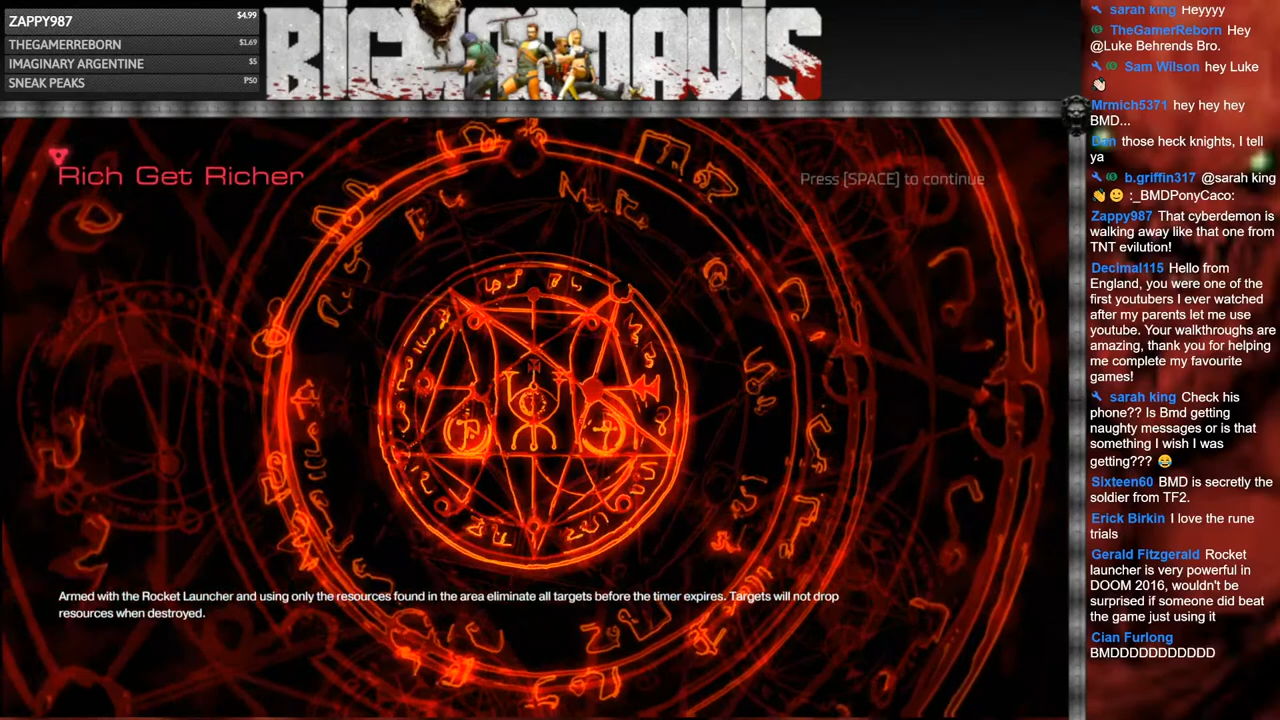 ZAPPY987 $4.99
THEGAMERREBORN $1.69
IMAGINARY ARGENTINE $5
SNEAK PEAKS ₱50
Rich Get Richer
Press [SPACE] to continue
Armed with the Rocket Launcher and using only the resources found in the area eliminate all targets before the timer expires. Targets will not drop
resources when destroyed.
sarah king Heyyyy
TheGamerReborn Hey
@Luke Behrends Bro.
Sam Wilson hey Luke
Mrmich5371 hey hey hey
BMD...
those heck knights, I tell
ya
b.griffin317 @sarah king
:_BMDPonyCaco:
Zappy987 That cyberdemon is
walking away like that one from
TNT evilution!
Decimal115 Hello from
England, you were one of the
first youtubers I ever watched
after my parents let me use
youtube. Your walkthroughs are
amazing, thank you for helping
me complete my favourite
games!
sarah king Check his
phone?? Is Bmd getting
naughty messages or is that
something I wish I was
getting??? 😂
Sixteen60 BMD is secretly the
soldier from TF2.
Erick Birkin I love the rune
trials
Gerald Fitzgerald Rocket
launcher is very powerful in
DOOM 2016, wouldn't be
surprised if someone did beat
the game just using it
Cian Furlong
BMDDDDDDDDDDD